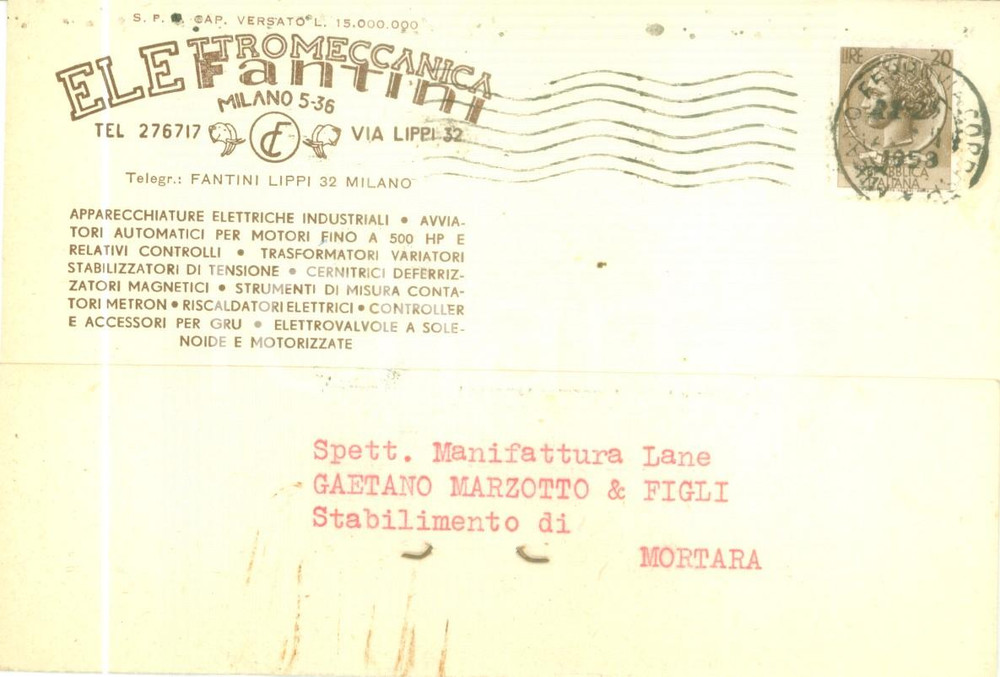 S. P. A. CAP. VERSATO L. 15.000.000
ELETTROMECCANICA
Fantini
MILANO 5-36
TEL 276717 CF VIA LIPPI 32
Telegr.: FANTINI LIPPI 32 MILANO
APPARECCHIATURE ELETTRICHE INDUSTRIALI • AVVIA-
TORI AUTOMATICI PER MOTORI FINO A 500 HP E
RELATIVI CONTROLLI • TRASFORMATORI VARIATORI
STABILIZZATORI DI TENSIONE • CERNITRICI DEFERRIZ-
ZATORI MAGNETICI • STRUMENTI DI MISURA CONTA-
TORI METRON • RISCALDATORI ELETTRICI • CONTROLLER
E ACCESSORI PER GRU • ELETTROVALVOLE A SOLE-
NOIDE E MOTORIZZATE
LIRE 20
1953
REPUBBLICA
ITALIANA
Spett. Manifattura Lane
GAETANO MARZOTTO & FIGLI
Stabilimento di
MORTARA